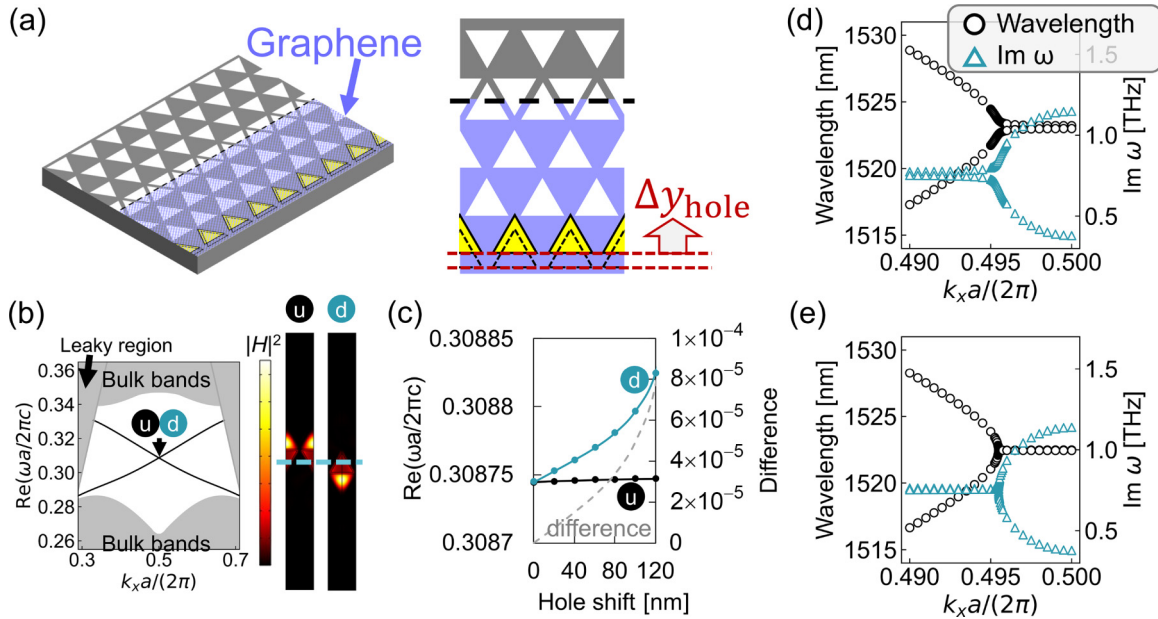 (a)
Graphene
Δy_hole
(b)
u
d
|H|²
Leaky region
Bulk bands
u d
Bulk bands
Re(ωa/2πc)
0.36
0.34
0.32
0.30
0.28
0.26
0.3
0.5
0.7
kₓa/(2π)
(c)
Re(ωa/2πc)
0.30885
0.3088
0.30875
0.3087
d
u
difference
1×10⁻⁴
8×10⁻⁵
6×10⁻⁵
4×10⁻⁵
2×10⁻⁵
0
Difference
0 40 80 120
Hole shift [nm]
(d)
Wavelength
Im ω
Wavelength [nm]
1530
1525
1520
1515
1.5
1.0
0.5
Im ω [THz]
0.490 0.495 0.500
kₓa/(2π)
(e)
Wavelength [nm]
1530
1525
1520
1515
1.5
1.0
0.5
Im ω [THz]
0.490 0.495 0.500
kₓa/(2π)